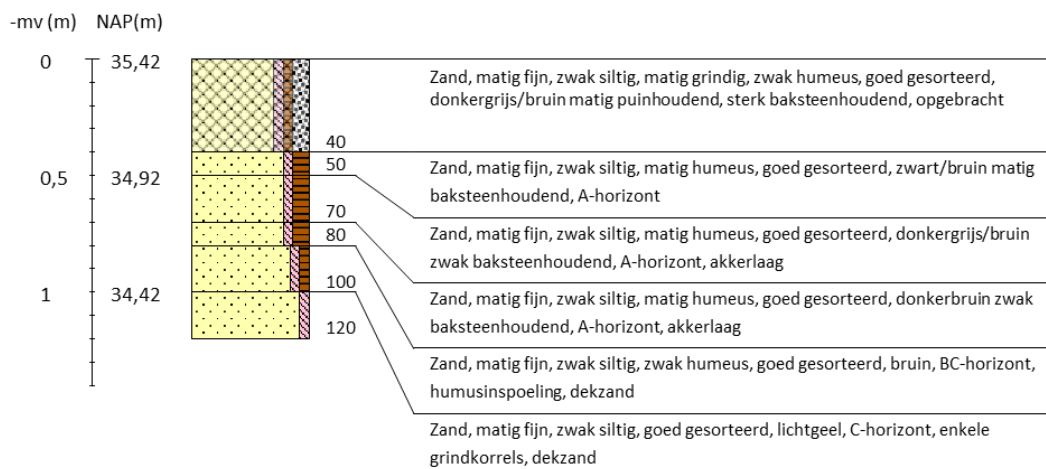 -mv (m) NAP(m)
0 35,42
Zand, matig fijn, zwak siltig, matig grindig, zwak humeus, goed gesorteerd,
donkergrijs/bruin matig puinhoudend, sterk baksteenhoudend, opgebracht
40
50
Zand, matig fijn, zwak siltig, matig humeus, goed gesorteerd, zwart/bruin matig
baksteenhoudend, A-horizont
0,5 34,92
70
80
Zand, matig fijn, zwak siltig, matig humeus, goed gesorteerd, donkergrijs/bruin
zwak baksteenhoudend, A-horizont, akkerlaag
1 34,42
100
Zand, matig fijn, zwak siltig, matig humeus, goed gesorteerd, donkerbruin zwak
baksteenhoudend, A-horizont, akkerlaag
120
Zand, matig fijn, zwak siltig, zwak humeus, goed gesorteerd, bruin, BC-horizont,
humusinspoeling, dekzand
Zand, matig fijn, zwak siltig, goed gesorteerd, lichtgeel, C-horizont, enkele
grindkorrels, dekzand